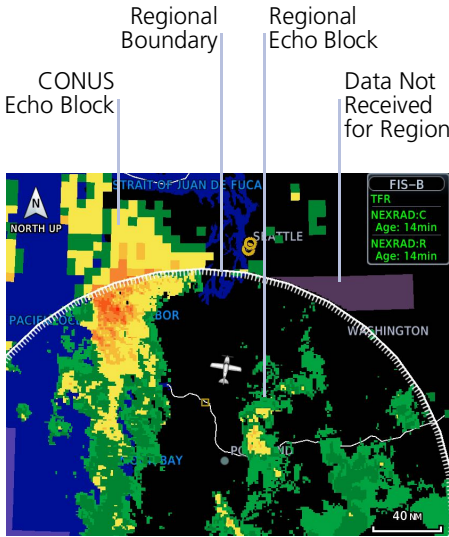 Regional
Boundary
Regional
Echo Block
CONUS
Echo Block
Data Not
Received
for Region
STRAIT OF JUAN DE FUCA
N
NORTH UP
SEATTLE
FIS-B
TFR
NEXRAD:C
Age: 14min
NEXRAD:R
Age: 14min
BOR
WASHINGTON
BAY
40 NM